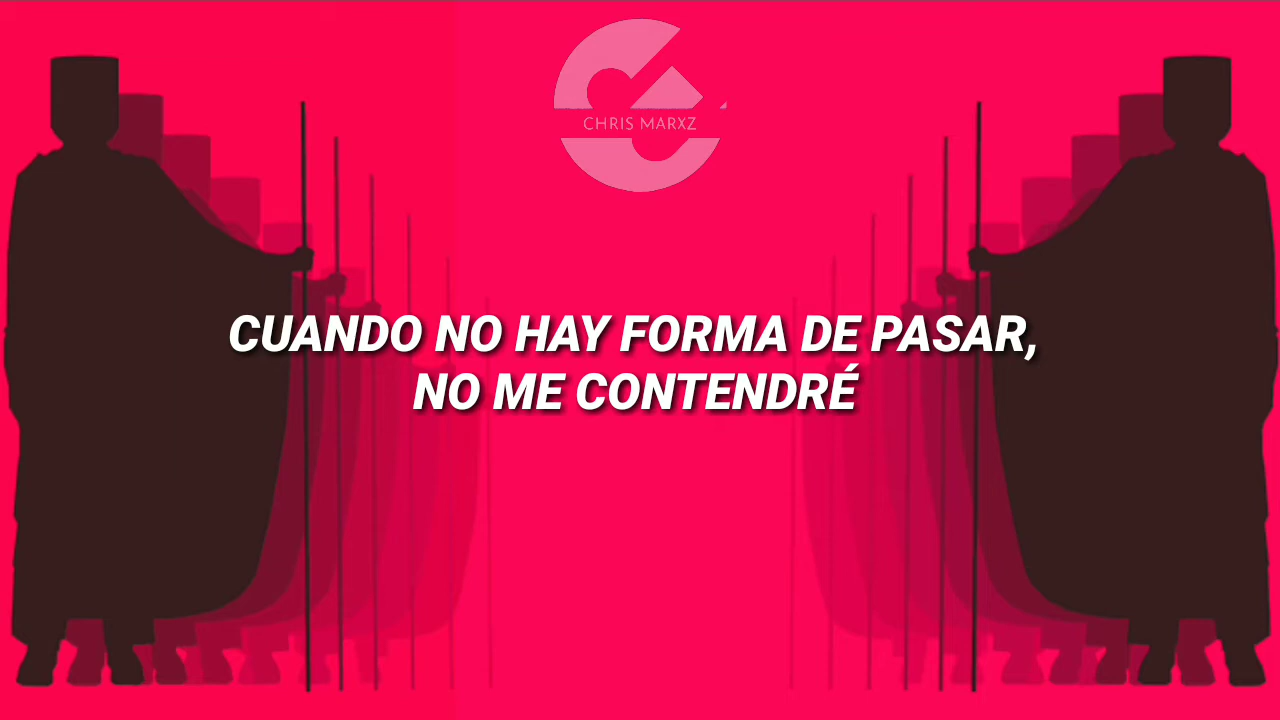 CHRIS MARXZ
CUANDO NO HAY FORMA DE PASAR,
NO ME CONTENDRÉ